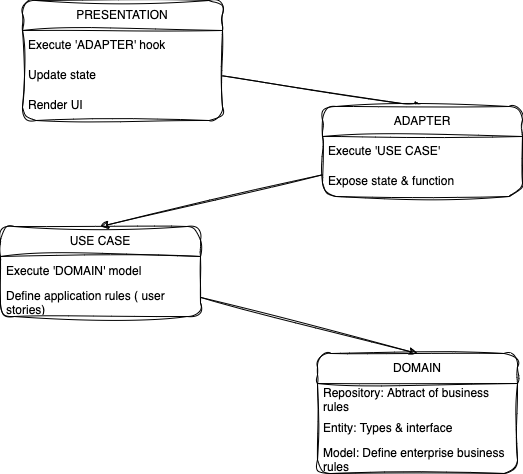 PRESENTATION
Execute 'ADAPTER' hook
Update state
Render UI
ADAPTER
Execute 'USE CASE'
Expose state & function
USE CASE
Execute 'DOMAIN' model
Define application rules ( user
stories)
DOMAIN
Repository: Abtract of business
rules
Entity: Types & interface
Model: Define enterprise business
rules